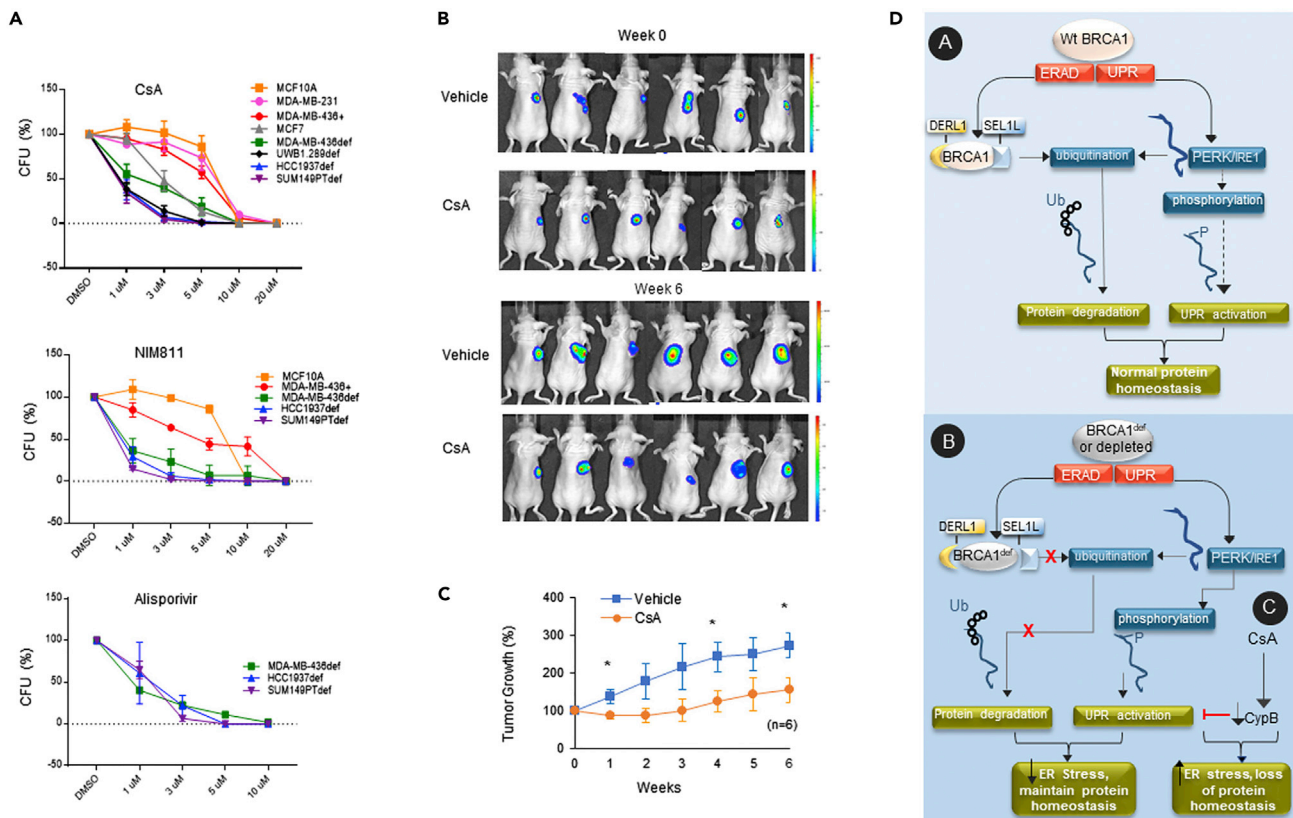 A
CsA
CFU (%)
150
100
50
0
-50
DMSO
1 uM
3 uM
5 uM
10 uM
20 uM
MCF10A
MDA-MB-231
MDA-MB-436+
MCF7
MDA-MB-436def
UWB1.289def
HCC1937def
SUM149PTdef
NIM811
CFU (%)
150
100
50
0
-50
DMSO
1 uM
3 uM
5 uM
10 uM
20 uM
MCF10A
MDA-MB-436+
MDA-MB-436def
HCC1937def
SUM149PTdef
Alisporivir
CFU (%)
150
100
50
0
-50
DMSO
1 uM
3 uM
5 uM
10 uM
MDA-MB-436def
HCC1937def
SUM149PTdef
B
Week 0
Vehicle
CsA
Week 6
Vehicle
CsA
C
Tumor Growth (%)
400
300
200
100
0
Vehicle
CsA
*
*
*
(n=6)
0 1 2 3 4 5 6
Weeks
D
A
Wt BRCA1
ERAD UPR
DERL1 SEL1L
BRCA1
ubiquitination
PERK/IRE1
phosphorylation
Ub
P
Protein degradation
UPR activation
Normal protein
homeostasis
B
BRCA1def
or depleted
ERAD UPR
DERL1 SEL1L
BRCA1def
X
ubiquitination
PERK/IRE1
phosphorylation
C
CsA
Ub
X
P
Protein degradation
UPR activation
CypB
ER Stress,
maintain protein
homeostasis
ER stress, loss
of protein
homeostasis